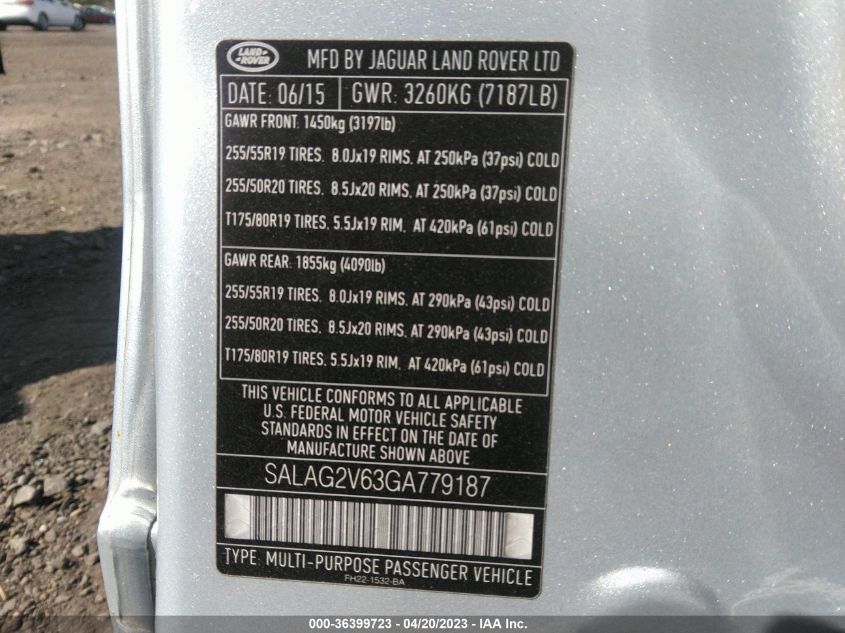 LAND ROVER
MFD BY JAGUAR LAND ROVER LTD
DATE: 06/15 GWR: 3260KG (7187LB)
GAWR FRONT: 1450kg (3197lb)
255/55R19 TIRES. 8.0Jx19 RIMS. AT 250kPa (37psi) COLD
255/50R20 TIRES. 8.5Jx20 RIMS. AT 250kPa (37psi) COLD
T175/80R19 TIRES. 5.5Jx19 RIM. AT 420kPa (61psi) COLD
GAWR REAR: 1855kg (4090lb)
255/55R19 TIRES. 8.0Jx19 RIMS. AT 290kPa (43psi) COLD
255/50R20 TIRES. 8.5Jx20 RIMS. AT 290kPa (43psi) COLD
T175/80R19 TIRES. 5.5Jx19 RIM. AT 420kPa (61psi) COLD
THIS VEHICLE CONFORMS TO ALL APPLICABLE
U.S. FEDERAL MOTOR VEHICLE SAFETY
STANDARDS IN EFFECT ON THE DATE OF
MANUFACTURE SHOWN ABOVE
SALAG2V63GA779187
TYPE: MULTI-PURPOSE PASSENGER VEHICLE
FH22-1532-BA
000-36399723 - 04/20/2023 - IAA Inc.